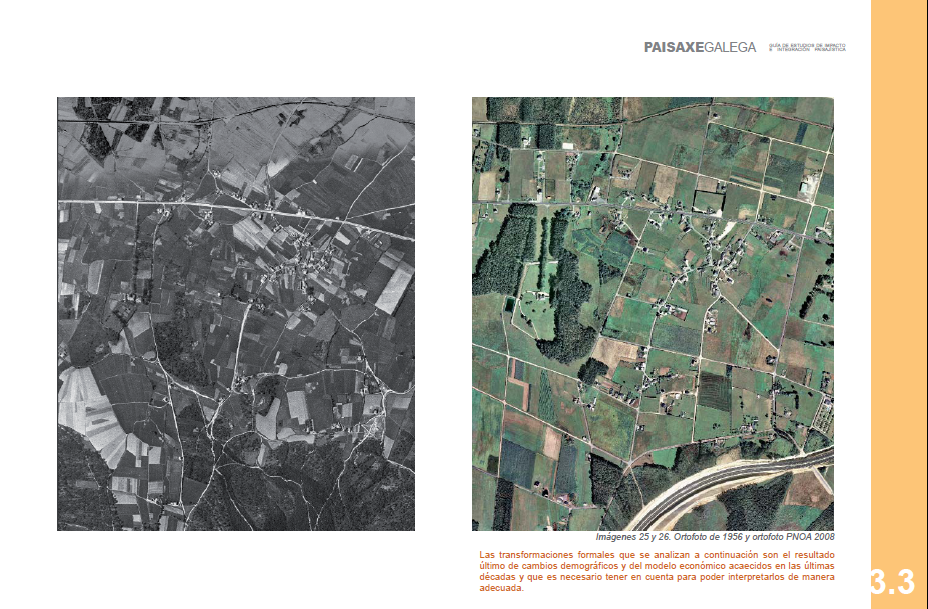 PAISAXEGALEGA
GUÍA DE ESTUDIOS DE IMPACTO
E INTEGRACIÓN PAISAJÍSTICA
Imágenes 25 y 26. Ortofoto de 1956 y ortofoto PNOA 2008
Las transformaciones formales que se analizan a continuación son el resultado
último de cambios demográficos y del modelo económico acaecidos en las últimas
décadas y que es necesario tener en cuenta para poder interpretarlos de manera
adecuada.
3.3